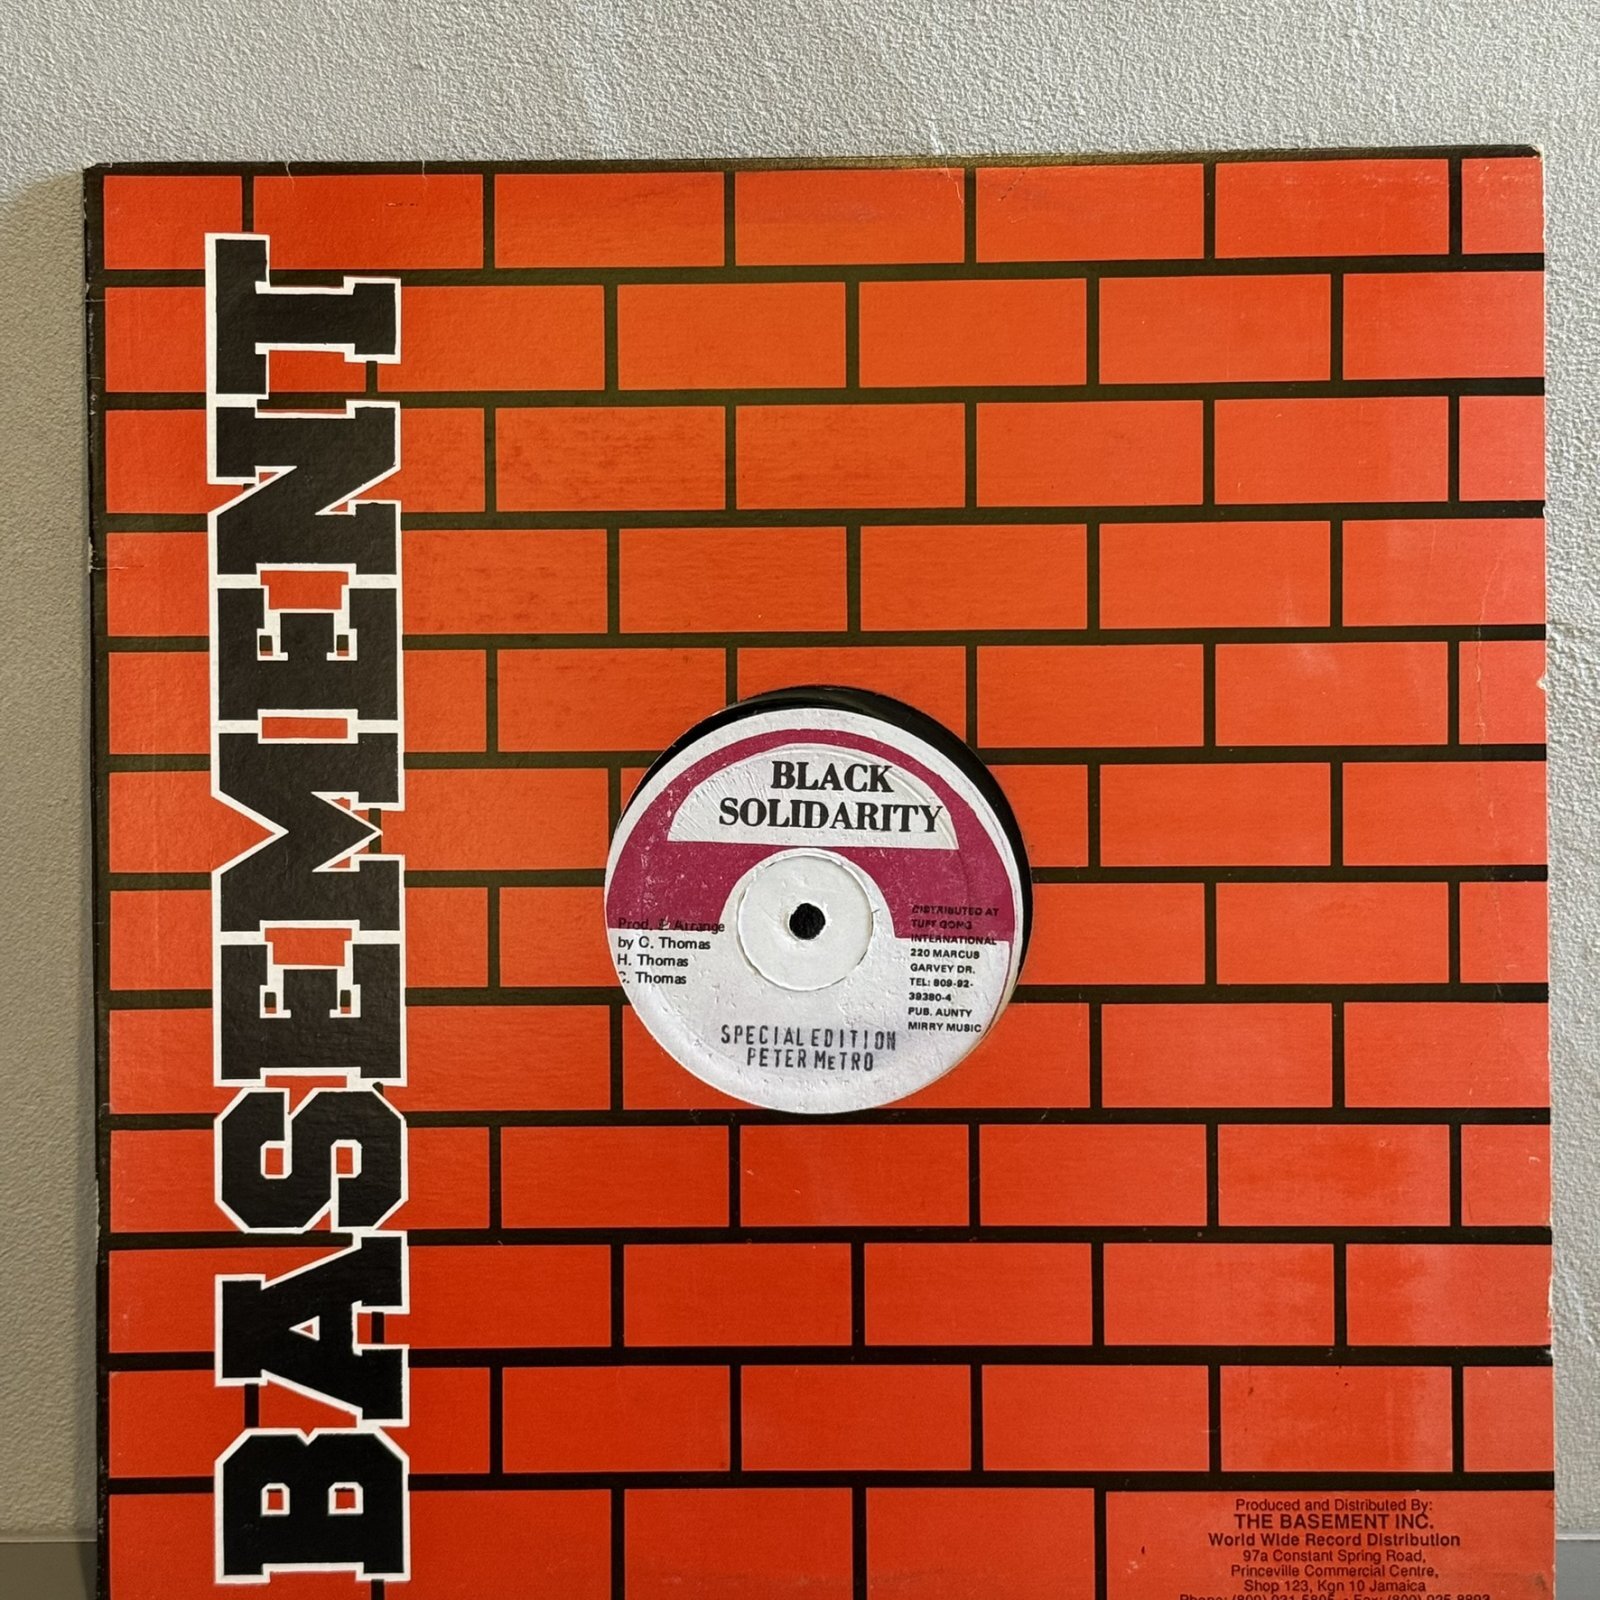 BASEMENT
BLACK
SOLIDARITY
Prod. & Arrange
by C. Thomas
H. Thomas
C. Thomas
DISTRIBUTED AT
TUFF GONG
INTERNATIONAL
220 MARCUS
GARVEY DR.
TEL: 809-92-
39380-4
PUB. AUNTY
MIRRY MUSIC
SPECIAL EDITION
PETER MeTRO
Produced and Distributed By:
THE BASEMENT INC.
World Wide Record Distribution
97a Constant Spring Road,
Princeville Commercial Centre,
Shop 123, Kgn 10 Jamaica